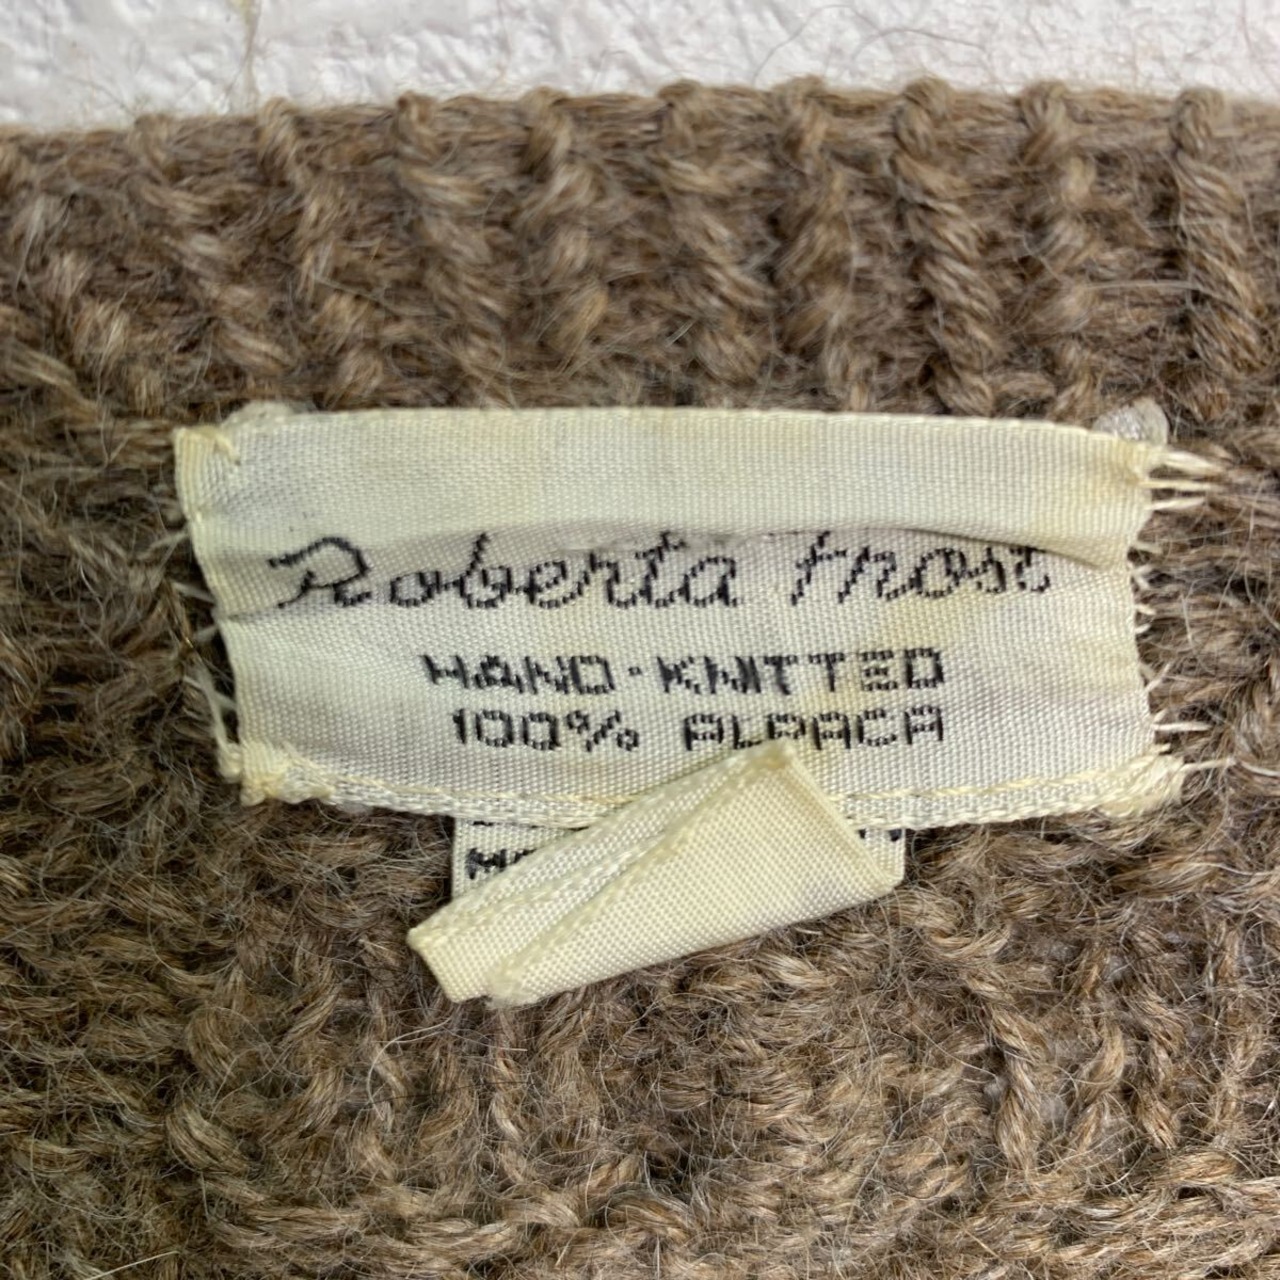 Roberta Frost
HAND·KNITTED
100% ALPACA